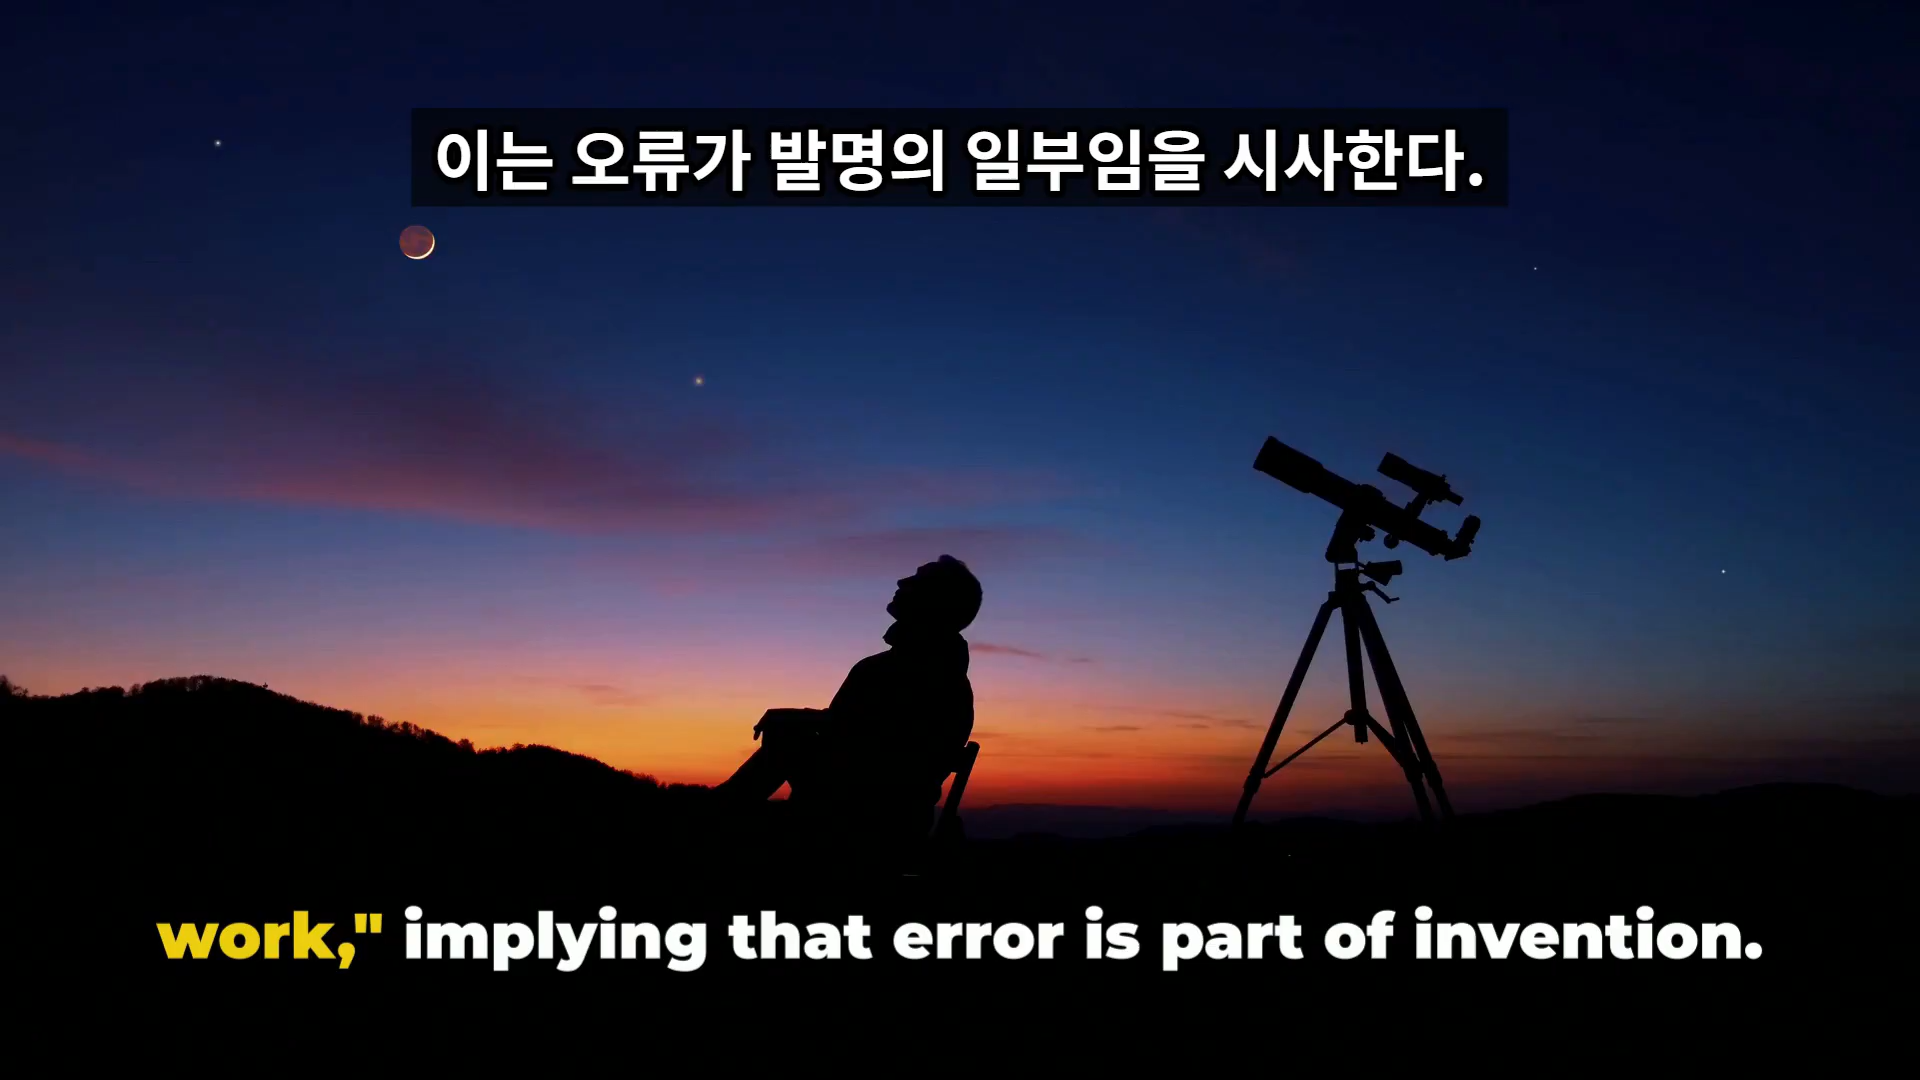 이는 오류가 발명의 일부임을 시사한다.
work," implying that error is part of invention.